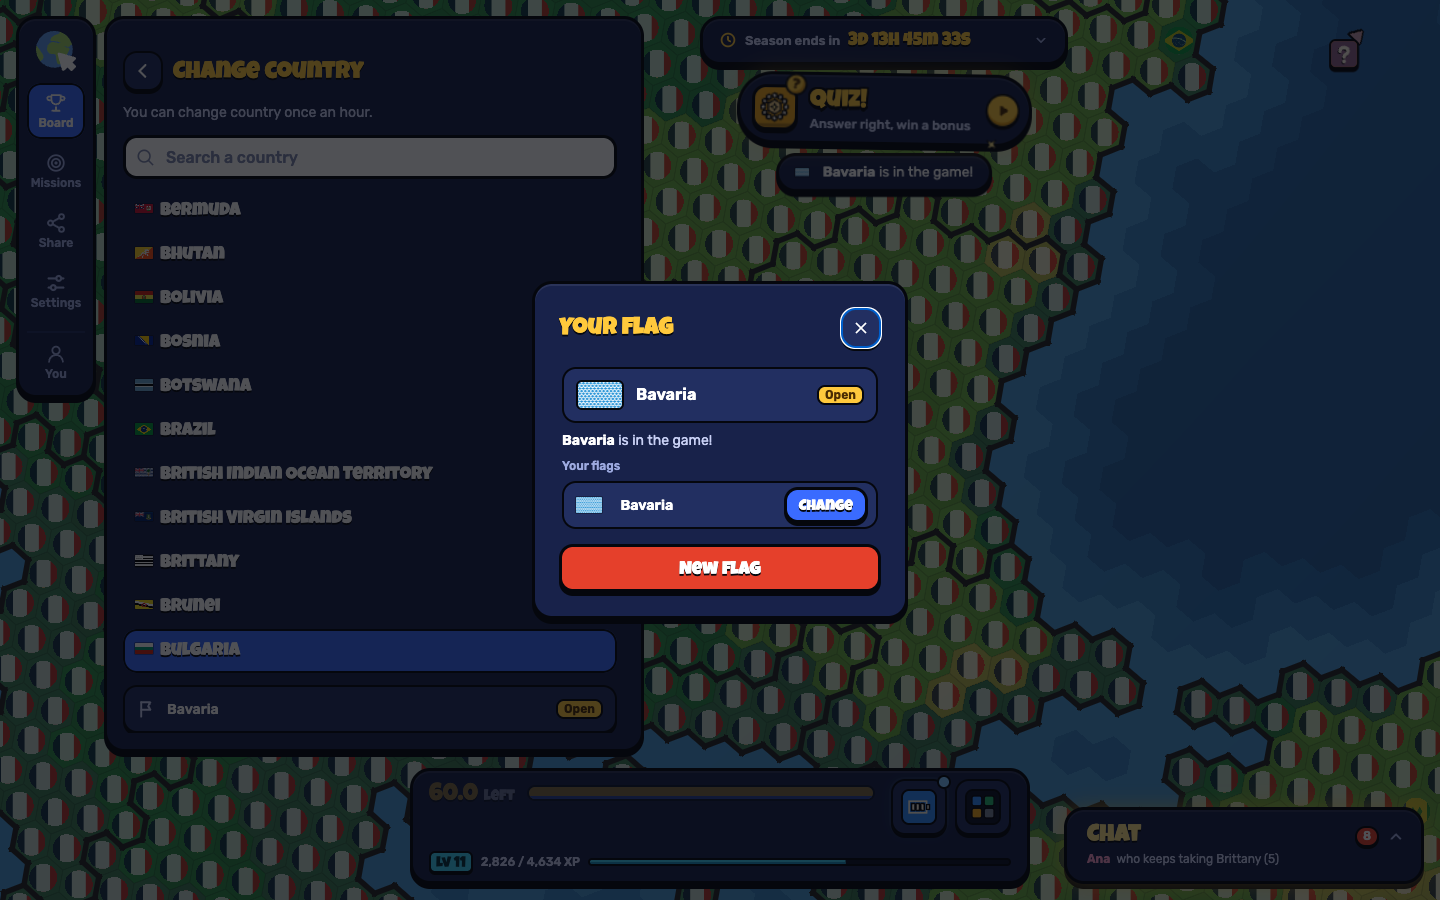 Board
Missions
Share
Settings
You
CHANGE COUNTRY
You can change country once an hour.
Search a country
BERMUDA
BHUTAN
BOLIVIA
BOSNIA
BOTSWANA
BRAZIL
BRITISH INDIAN OCEAN TERRITORY
BRITISH VIRGIN ISLANDS
BRITTANY
BRUNEI
BULGARIA
Bavaria Open
Season ends in 3D 13H 45M 33S
?
QUIZ!
Answer right, win a bonus
Bavaria is in the game!
?
YOUR FLAG
Bavaria Open
Bavaria is in the game!
Your flags
Bavaria CHANGE
NEW FLAG
60.0 LEFT
LV 11 2,826 / 4,634 XP
CHAT 8
Ana who keeps taking Brittany (5)